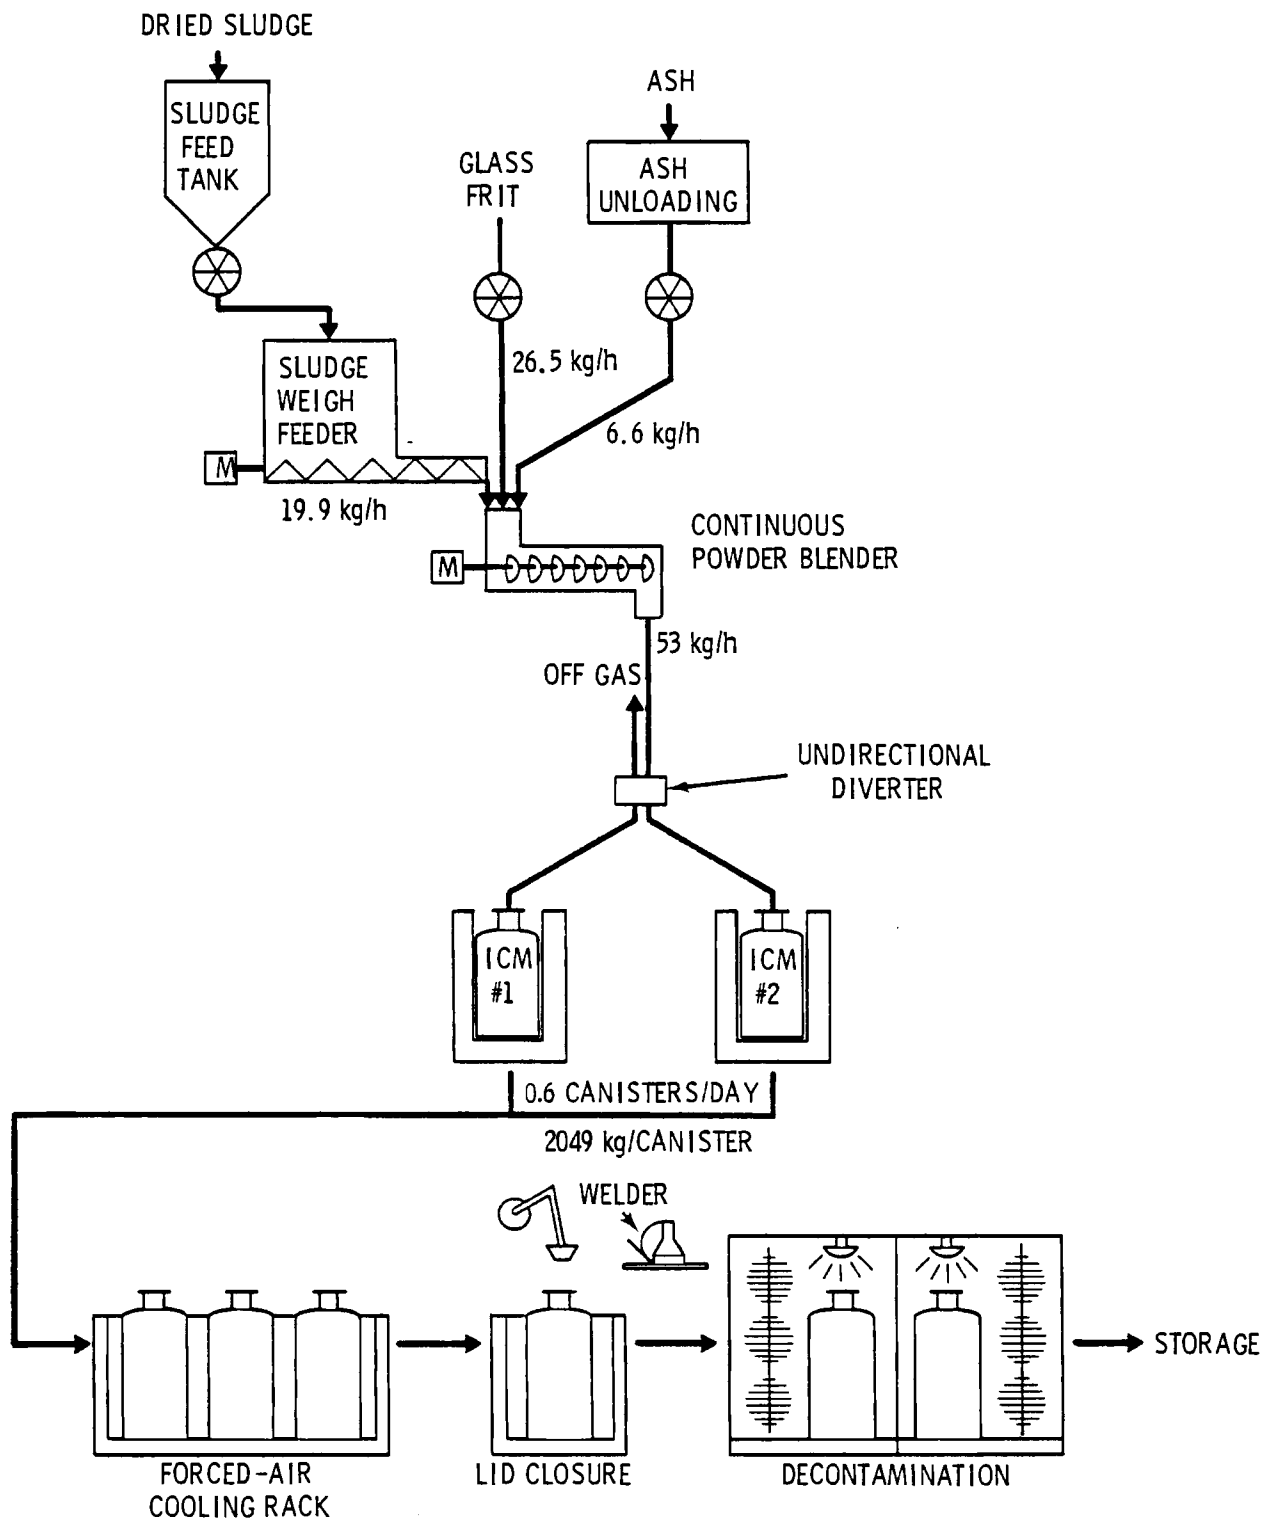 DRIED SLUDGE
SLUDGE
FEED
TANK
ASH
GLASS
FRIT
ASH
UNLOADING
26.5 kg/h
SLUDGE
WEIGH
FEEDER
6.6 kg/h
M
19.9 kg/h
CONTINUOUS
POWDER BLENDER
M
53 kg/h
OFF GAS
UNDIRECTIONAL
DIVERTER
ICM
#1
ICM
#2
0.6 CANISTERS/DAY
2049 kg/CANISTER
WELDER
STORAGE
FORCED-AIR
COOLING RACK
LID CLOSURE
DECONTAMINATION